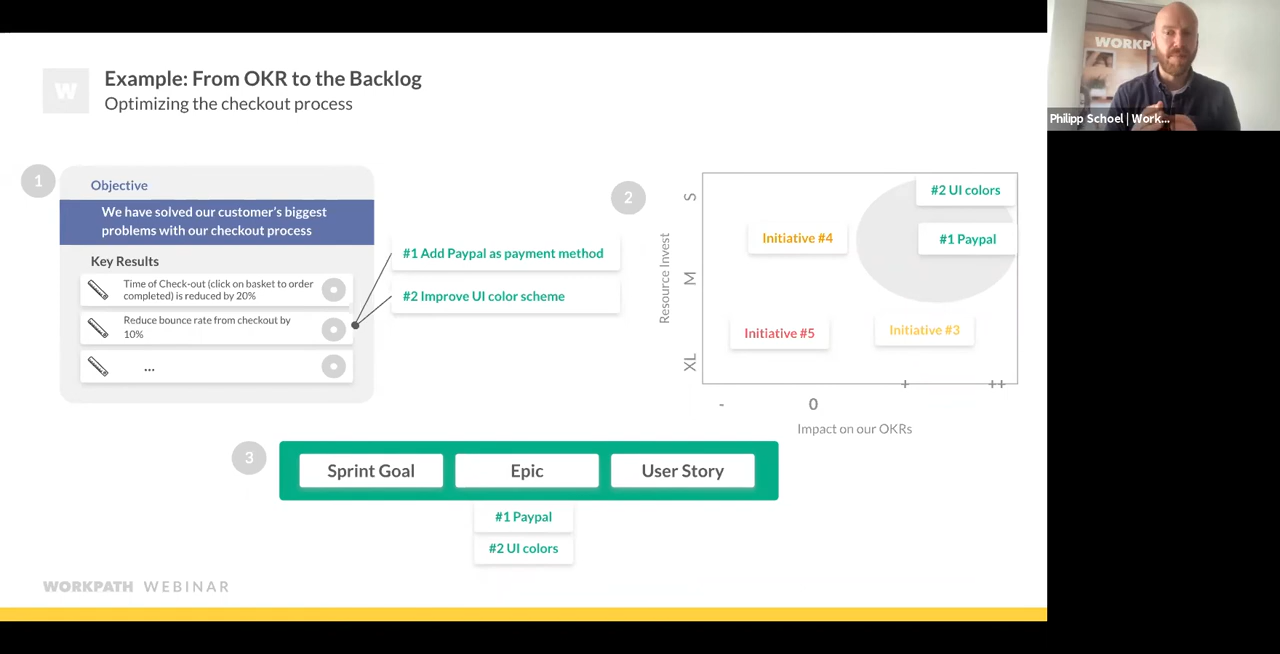 W
Example: From OKR to the Backlog
Optimizing the checkout process
1
Objective
We have solved our customer's biggest
problems with our checkout process
Key Results
Time of Check-out (click on basket to order
completed) is reduced by 20%
Reduce bounce rate from checkout by
10%
...
#1 Add Paypal as payment method
#2 Improve UI color scheme
2
Resource Invest
S
M
XL
#2 UI colors
Initiative #4
#1 Paypal
Initiative #5
Initiative #3
-
0
+
++
Impact on our OKRs
3
Sprint Goal
Epic
User Story
#1 Paypal
#2 UI colors
WORKPATH WEBINAR
WORKP
Philipp Schoel | Work...